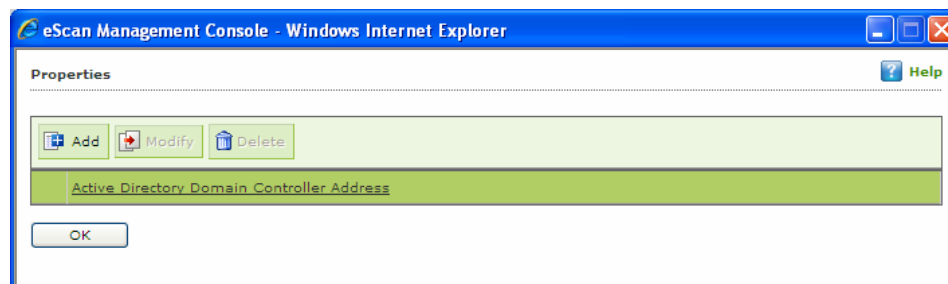 eScan Management Console - Windows Internet Explorer
Properties
? Help
Add Modify Delete
Active Directory Domain Controller Address
OK